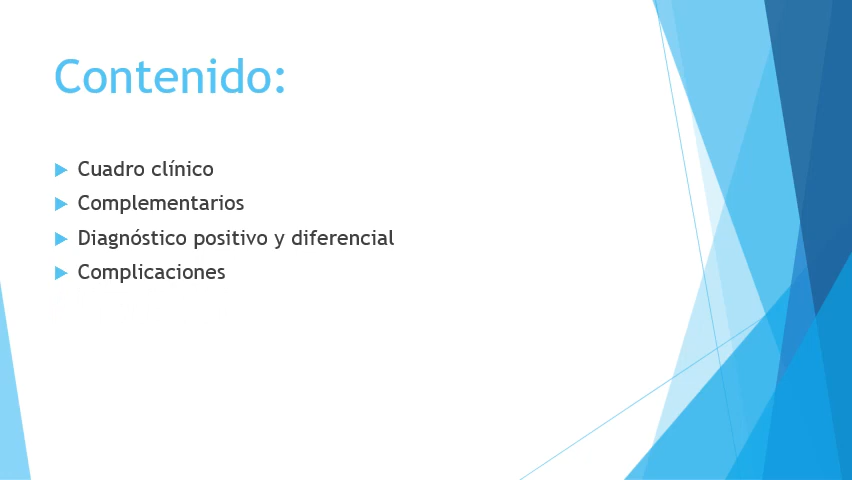 Contenido:
Cuadro clínico
Complementarios
Diagnóstico positivo y diferencial
Complicaciones